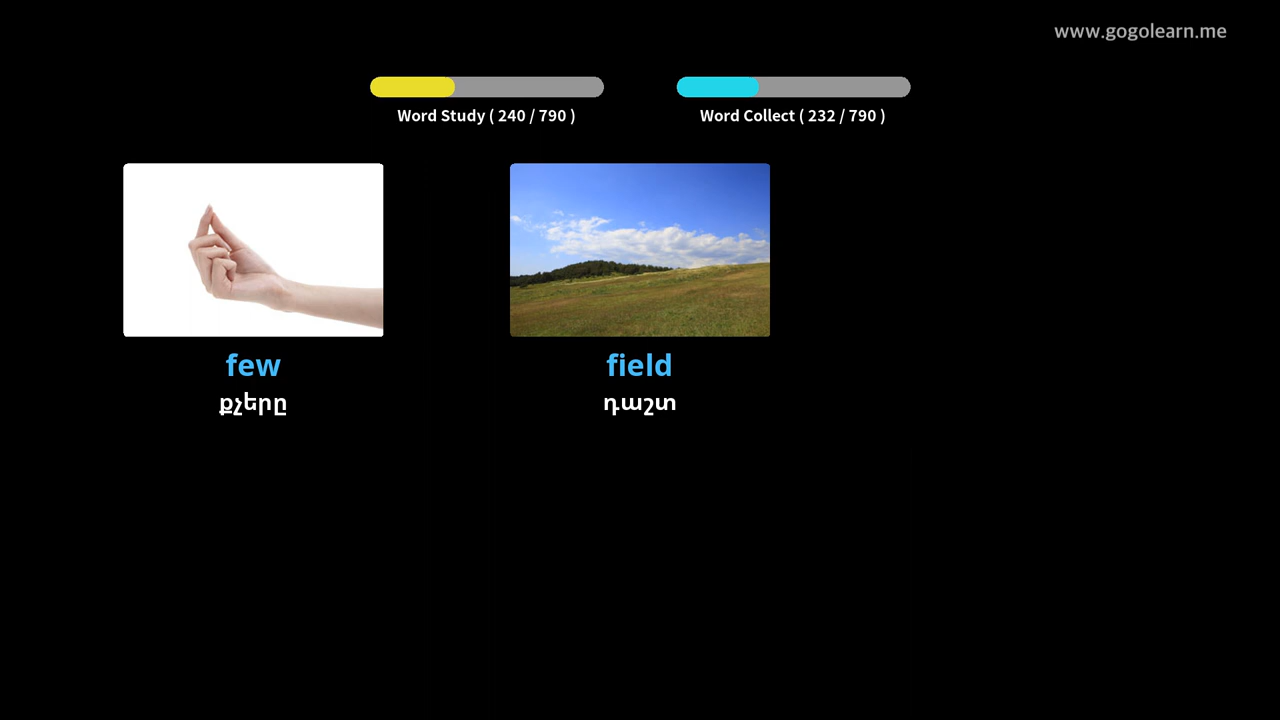 www.gogolearn.me
Word Study ( 240 / 790 )
Word Collect ( 232 / 790 )
few
քչերը
field
դաշտ